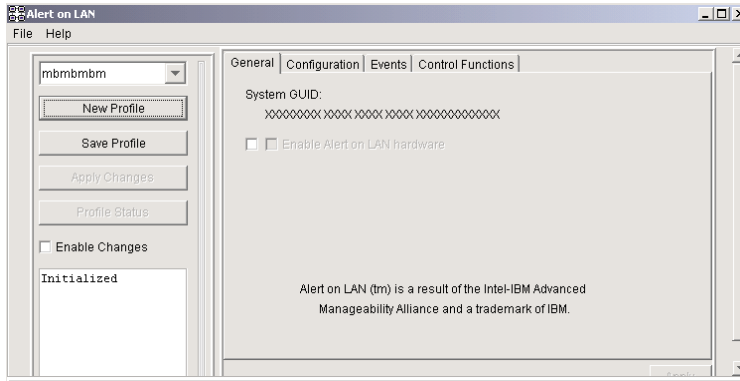 Alert on LAN
File Help
mbmbmbm
New Profile
Save Profile
Apply Changes
Profile Status
Enable Changes
Initialized
General Configuration Events Control Functions
System GUID:
XXXXXXXX XXXX XXXX XXXX XXXXXXXXXXXX
Enable Alert on LAN hardware
Alert on LAN (tm) is a result of the Intel-IBM Advanced
Manageability Alliance and a trademark of IBM.
Apply